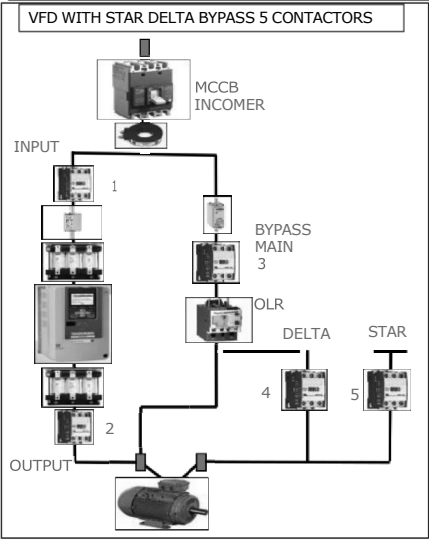 VFD WITH STAR DELTA BYPASS 5 CONTACTORS
MCCB
INCOMER
INPUT
1
BYPASS
MAIN
3
OLR
DELTA
STAR
4
5
2
OUTPUT